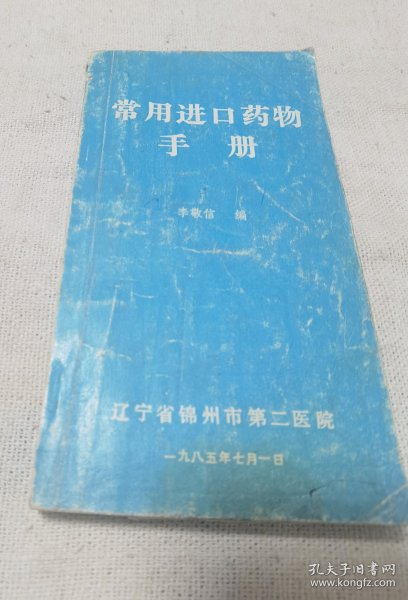 常用进口药物
手 册
李敬信 编
辽宁省锦州市第二医院
一九八五年七月一日
孔夫子旧书网
www.kongfz.com